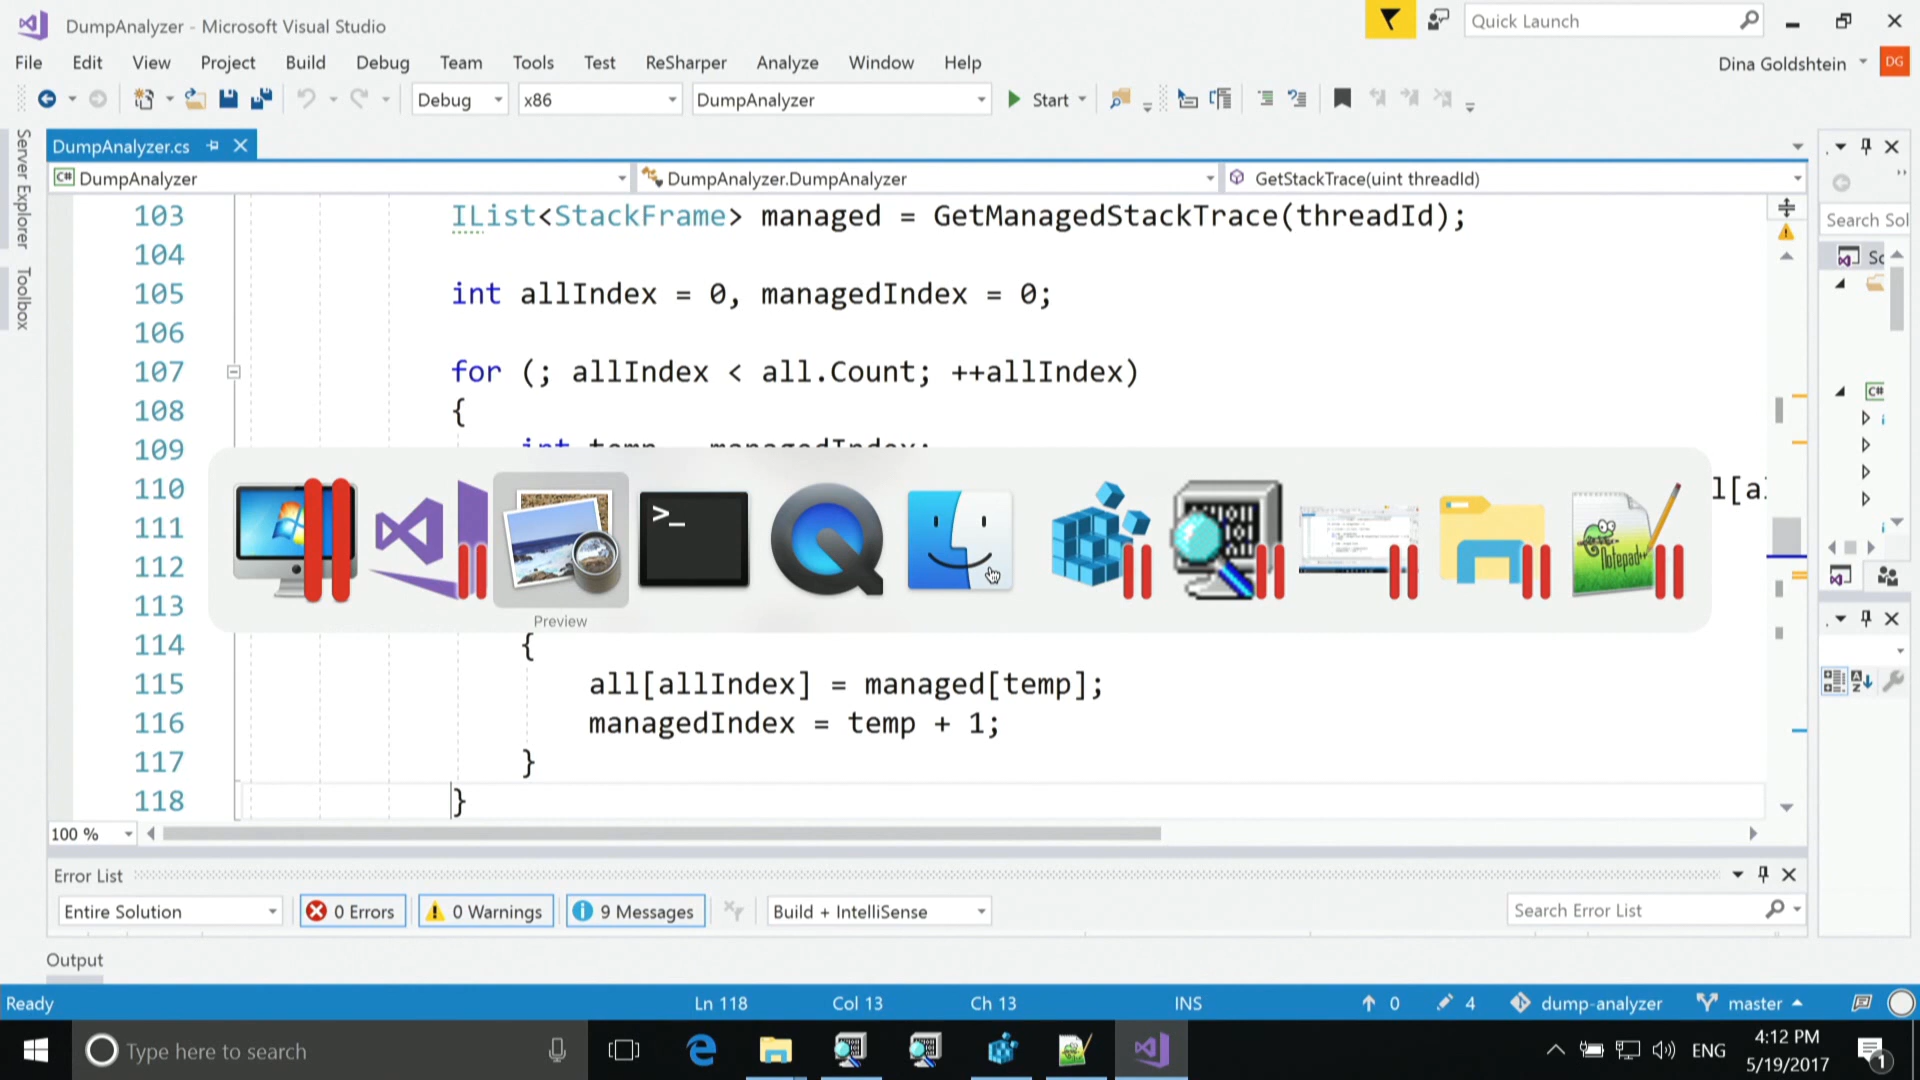 DumpAnalyzer - Microsoft Visual Studio
Quick Launch
File Edit View Project Build Debug Team Tools Test ReSharper Analyze Window Help
Dina Goldshtein
DG
Debug x86 DumpAnalyzer Start
Server Explorer
Toolbox
DumpAnalyzer.cs
C# DumpAnalyzer
DumpAnalyzer.DumpAnalyzer
GetStackTrace(uint threadId)
Search Sol
103 IList<StackFrame> managed = GetManagedStackTrace(threadId);
104
105 int allIndex = 0, managedIndex = 0;
106
107 for (; allIndex < all.Count; ++allIndex)
108 {
109 int temp = managedIndex;
110
111
112
113
114 {
115 all[allIndex] = managed[temp];
116 managedIndex = temp + 1;
117 }
118 }
>_
Notepad++
Preview
100 %
Error List
Entire Solution 0 Errors 0 Warnings 9 Messages Build + IntelliSense
Search Error List
Output
Ready Ln 118 Col 13 Ch 13 INS 0 4 dump-analyzer master
Type here to search
ENG
4:12 PM
5/19/2017
1